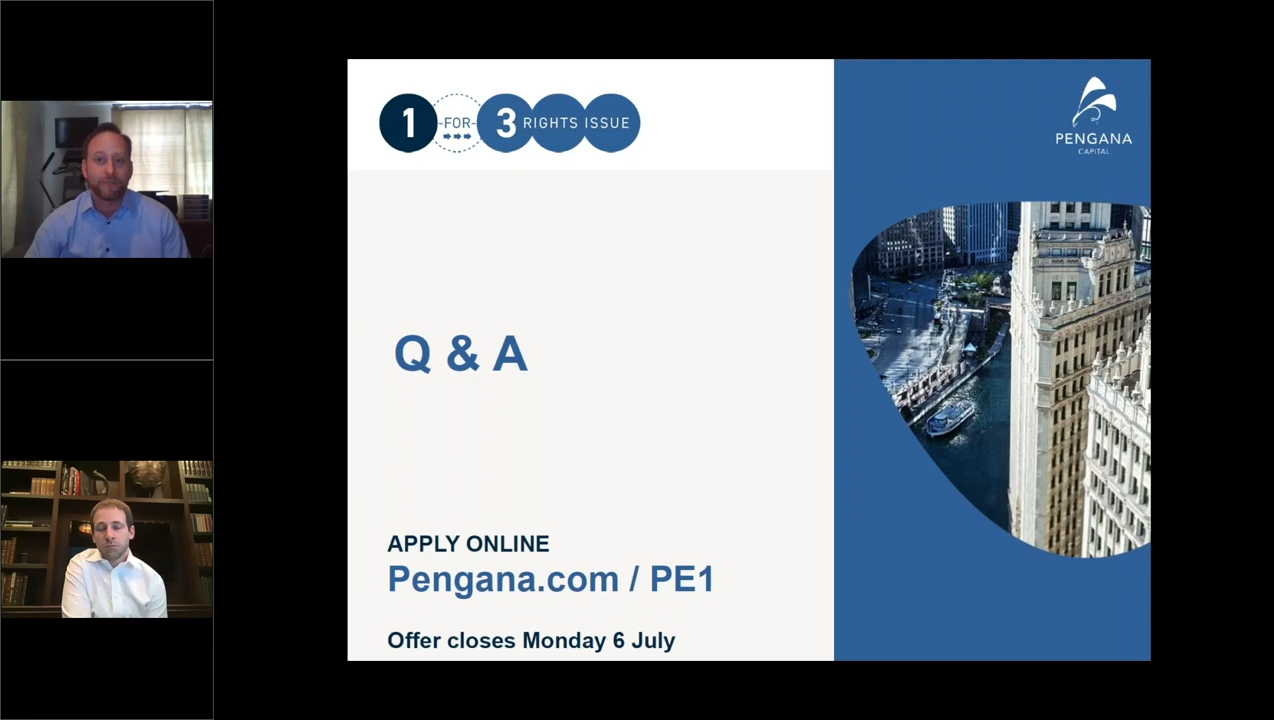 1 -FOR- 3 RIGHTS ISSUE
PENGANA
CAPITAL
Q & A
APPLY ONLINE
Pengana.com / PE1
Offer closes Monday 6 July